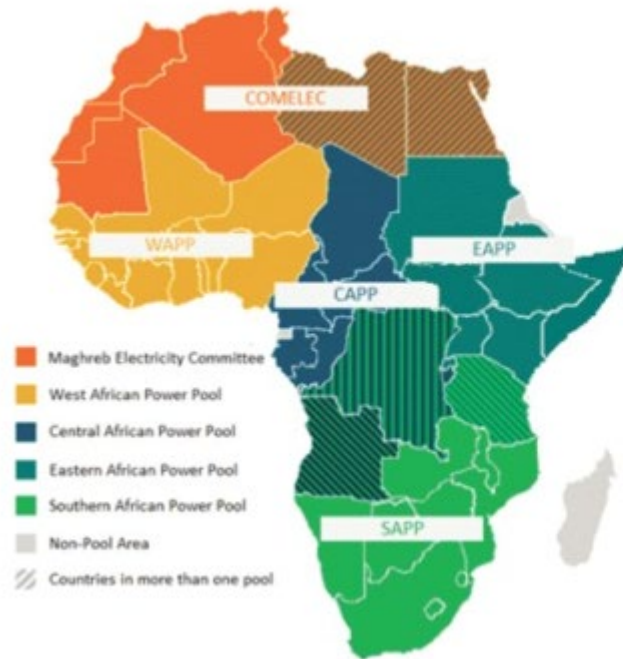 COMELEC
WAPP
EAPP
CAPP
Maghreb Electricity Committee
West African Power Pool
Central African Power Pool
Eastern African Power Pool
Southern African Power Pool
Non-Pool Area
Countries in more than one pool
SAPP